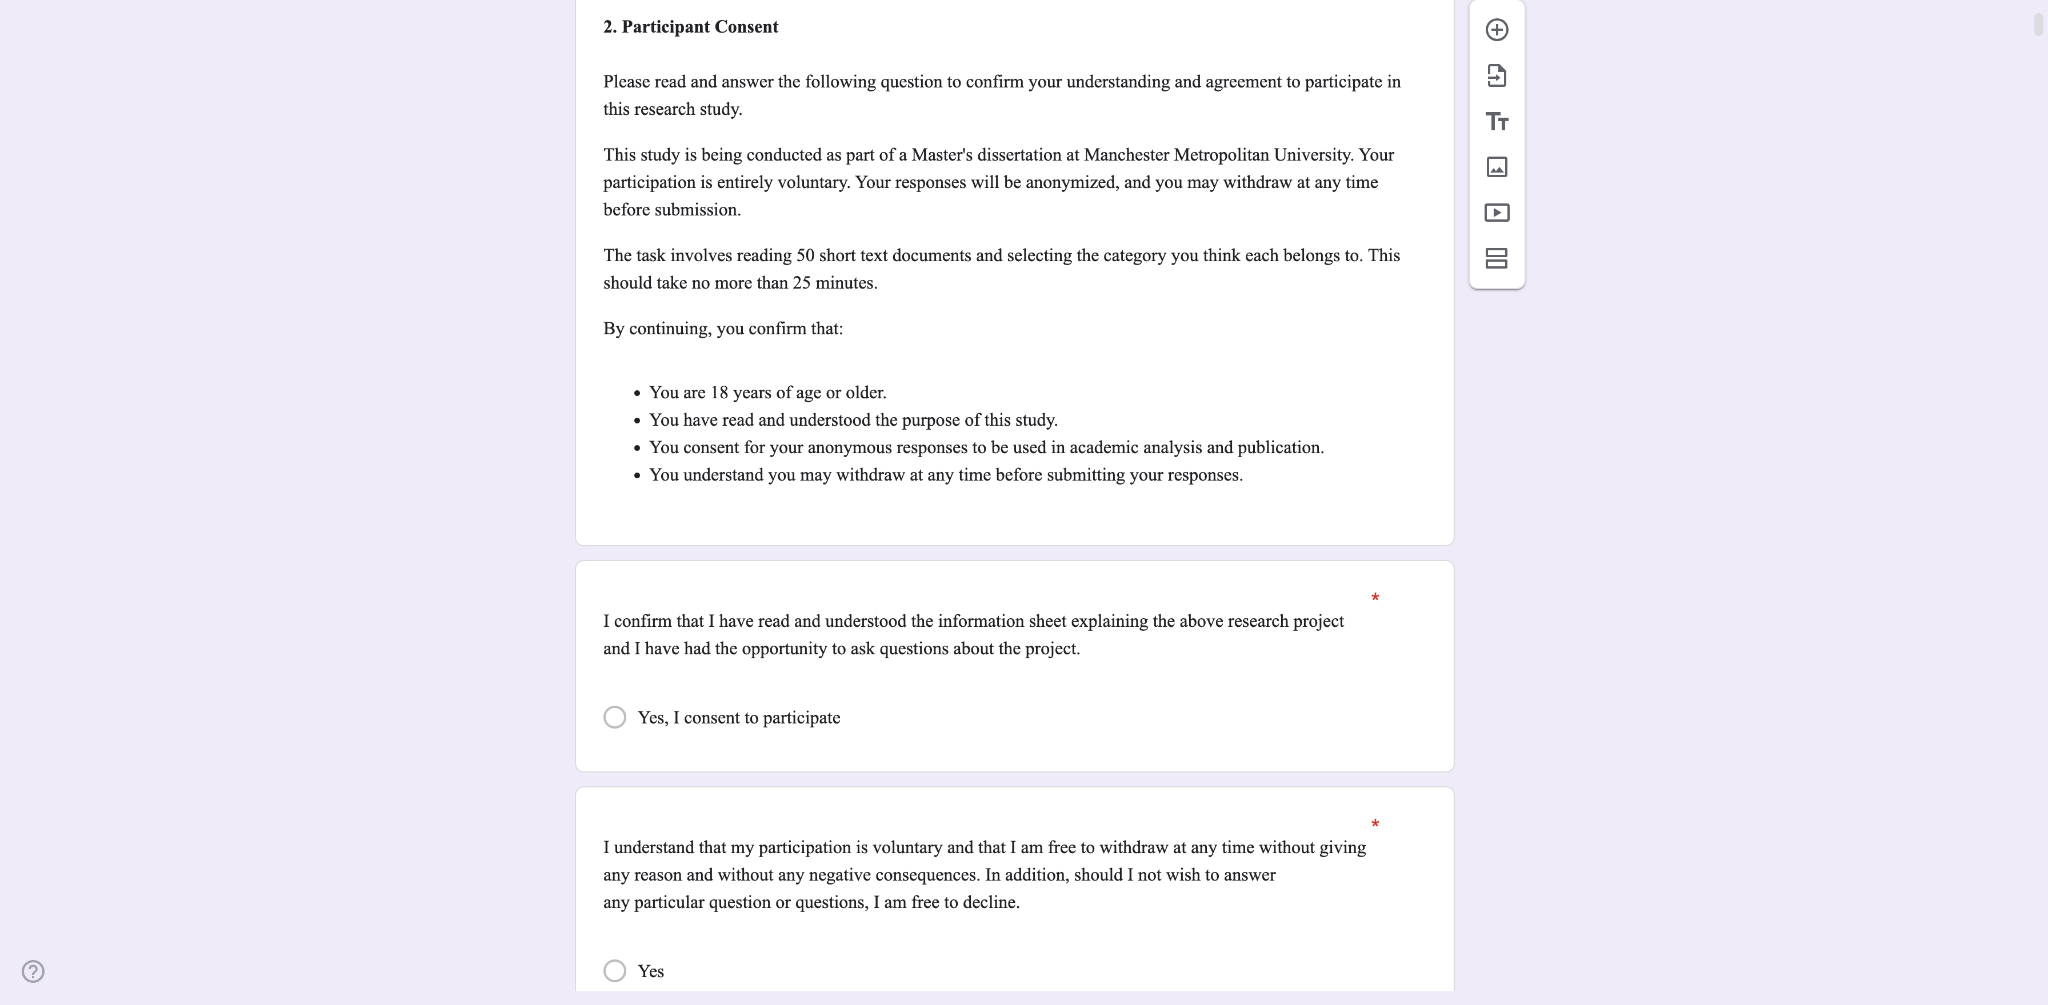 2. Participant Consent
Please read and answer the following question to confirm your understanding and agreement to participate in
this research study.
This study is being conducted as part of a Master's dissertation at Manchester Metropolitan University. Your
participation is entirely voluntary. Your responses will be anonymized, and you may withdraw at any time
before submission.
The task involves reading 50 short text documents and selecting the category you think each belongs to. This
should take no more than 25 minutes.
By continuing, you confirm that:
• You are 18 years of age or older.
• You have read and understood the purpose of this study.
• You consent for your anonymous responses to be used in academic analysis and publication.
• You understand you may withdraw at any time before submitting your responses.
*
I confirm that I have read and understood the information sheet explaining the above research project
and I have had the opportunity to ask questions about the project.
Yes, I consent to participate
*
I understand that my participation is voluntary and that I am free to withdraw at any time without giving
any reason and without any negative consequences. In addition, should I not wish to answer
any particular question or questions, I am free to decline.
Yes